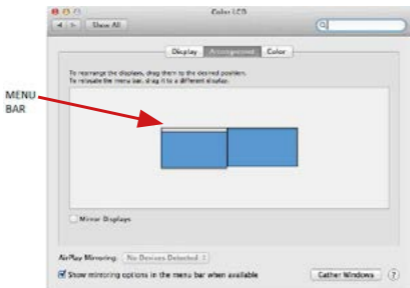 Color LCD
Show All
Display Arrangement Color
To rearrange the displays, drag them to the desired position.
To relocate the menu bar, drag it to a different display.
MENU
BAR
Mirror Displays
AirPlay Mirroring: No Devices Detected
Show mirroring options in the menu bar when available
Gather Windows ?